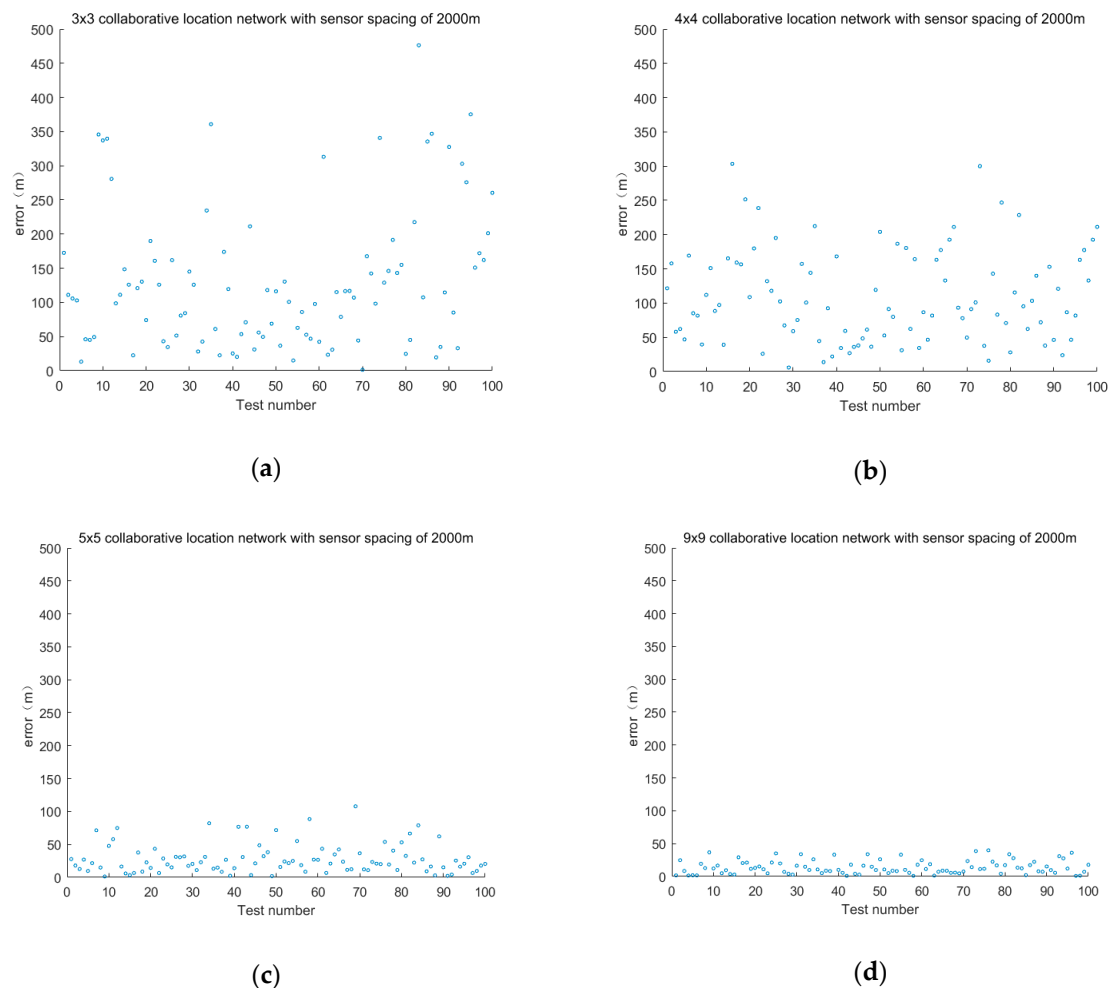 3x3 collaborative location network with sensor spacing of 2000m
500
450
400
350
300
250
200
150
100
50
0
error（m）
0 10 20 30 40 50 60 70 80 90 100
Test number
(a)
4x4 collaborative location network with sensor spacing of 2000m
500
450
400
350
300
250
200
150
100
50
0
error（m）
0 10 20 30 40 50 60 70 80 90 100
Test number
(b)
5x5 collaborative location network with sensor spacing of 2000m
500
450
400
350
300
250
200
150
100
50
0
error（m）
0 10 20 30 40 50 60 70 80 90 100
Test number
(c)
9x9 collaborative location network with sensor spacing of 2000m
500
450
400
350
300
250
200
150
100
50
0
error（m）
0 10 20 30 40 50 60 70 80 90 100
Test number
(d)